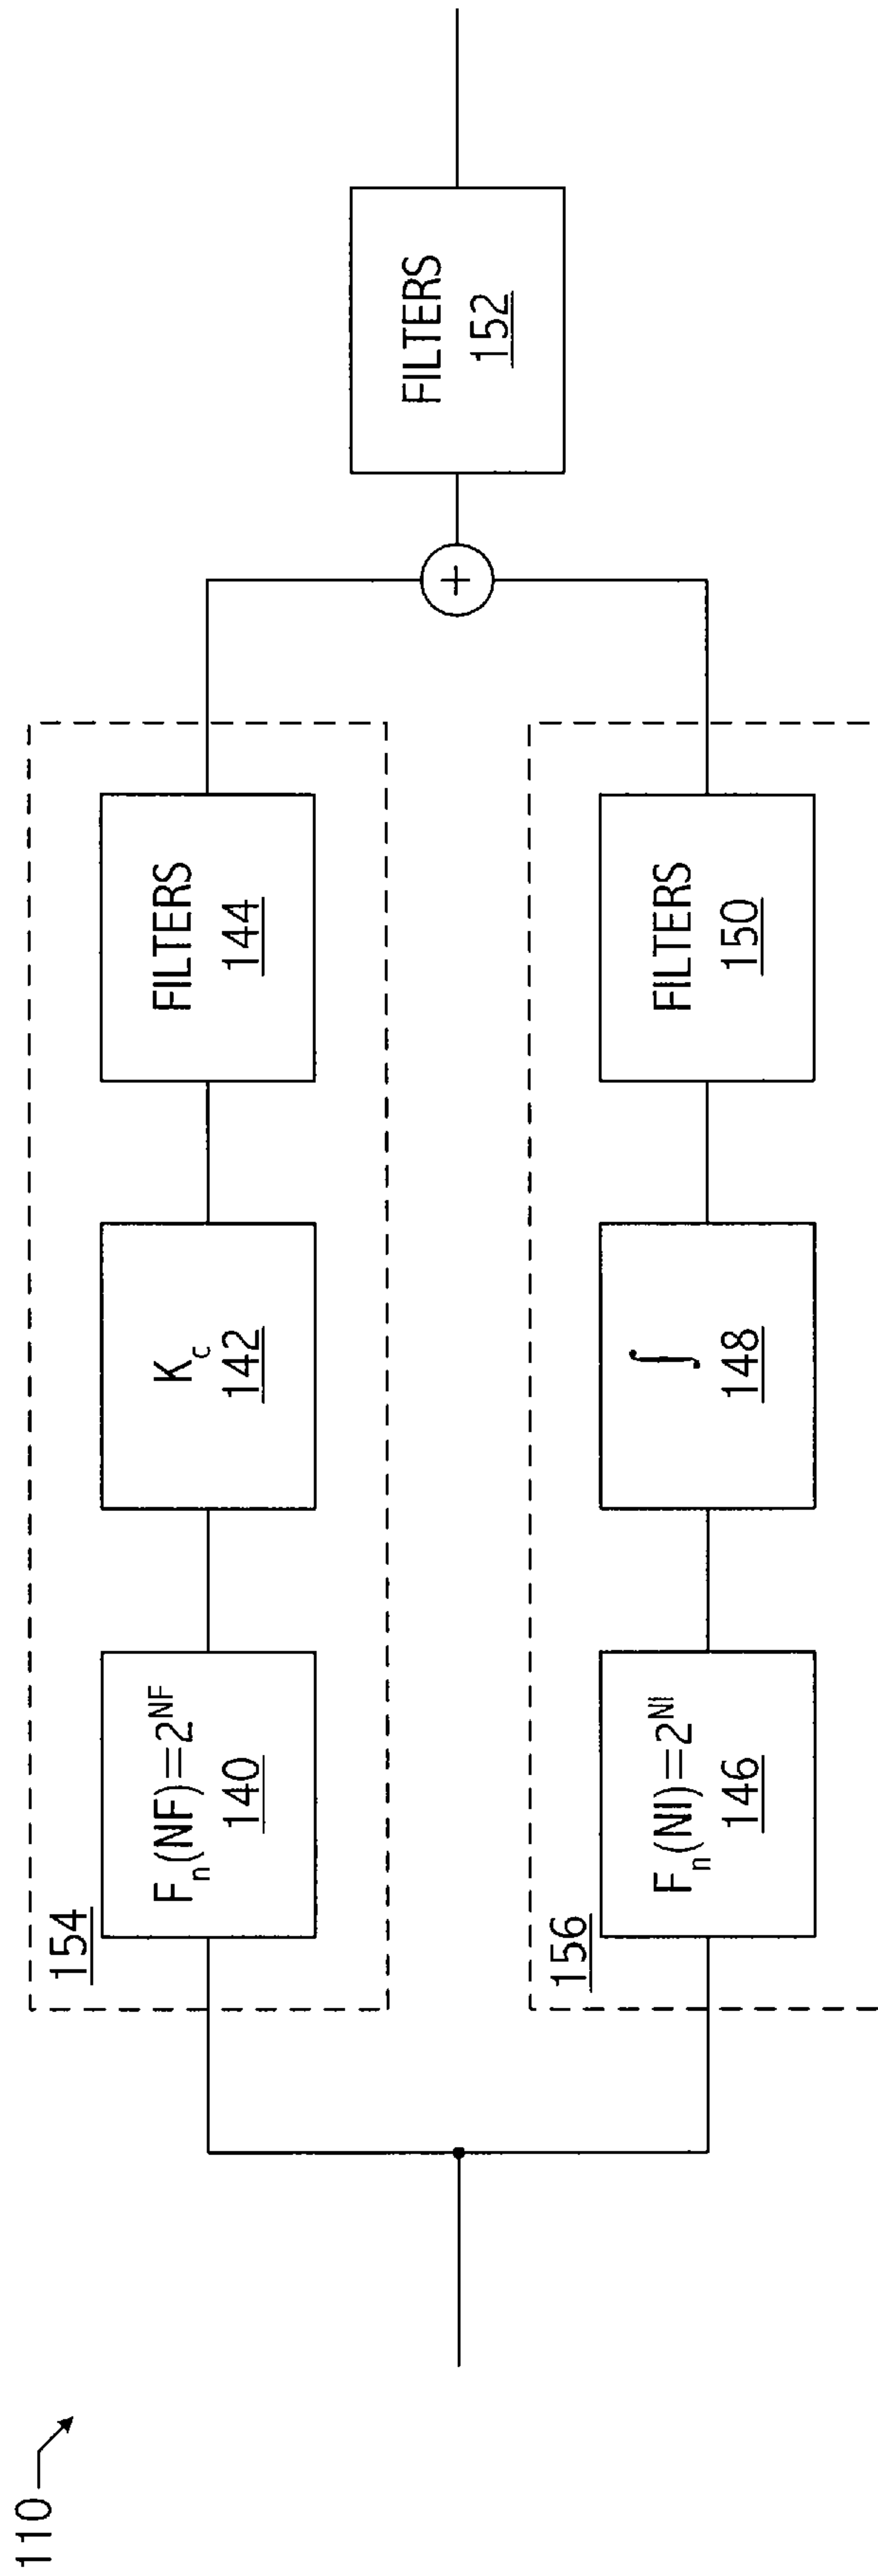 110
154
Fn(NF)=2^NF
140
Kc
142
FILTERS
144
156
Fn(NI)=2^NI
146
∫
148
FILTERS
150
+
FILTERS
152